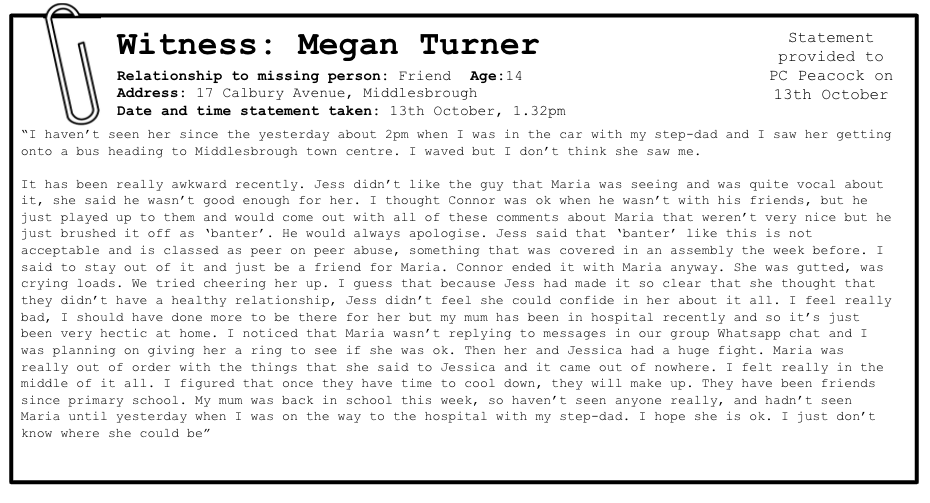 Witness: Megan Turner
Statement
provided to
PC Peacock on
13th October
Relationship to missing person: Friend Age:14
Address: 17 Calbury Avenue, Middlesbrough
Date and time statement taken: 13th October, 1.32pm
“I haven’t seen her since the yesterday about 2pm when I was in the car with my step-dad and I saw her getting
onto a bus heading to Middlesbrough town centre. I waved but I don’t think she saw me.
It has been really awkward recently. Jess didn’t like the guy that Maria was seeing and was quite vocal about
it, she said he wasn’t good enough for her. I thought Connor was ok when he wasn’t with his friends, but he
just played up to them and would come out with all of these comments about Maria that weren’t very nice but he
just brushed it off as ‘banter’. He would always apologise. Jess said that ‘banter’ like this is not
acceptable and is classed as peer on peer abuse, something that was covered in an assembly the week before. I
said to stay out of it and just be a friend for Maria. Connor ended it with Maria anyway. She was gutted, was
crying loads. We tried cheering her up. I guess that because Jess had made it so clear that she thought that
they didn’t have a healthy relationship, Jess didn’t feel she could confide in her about it all. I feel really
bad, I should have done more to be there for her but my mum has been in hospital recently and so it’s just
been very hectic at home. I noticed that Maria wasn’t replying to messages in our group Whatsapp chat and I
was planning on giving her a ring to see if she was ok. Then her and Jessica had a huge fight. Maria was
really out of order with the things that she said to Jessica and it came out of nowhere. I felt really in the
middle of it all. I figured that once they have time to cool down, they will make up. They have been friends
since primary school. My mum was back in school this week, so haven’t seen anyone really, and hadn’t seen
Maria until yesterday when I was on the way to the hospital with my step-dad. I hope she is ok. I just don’t
know where she could be”